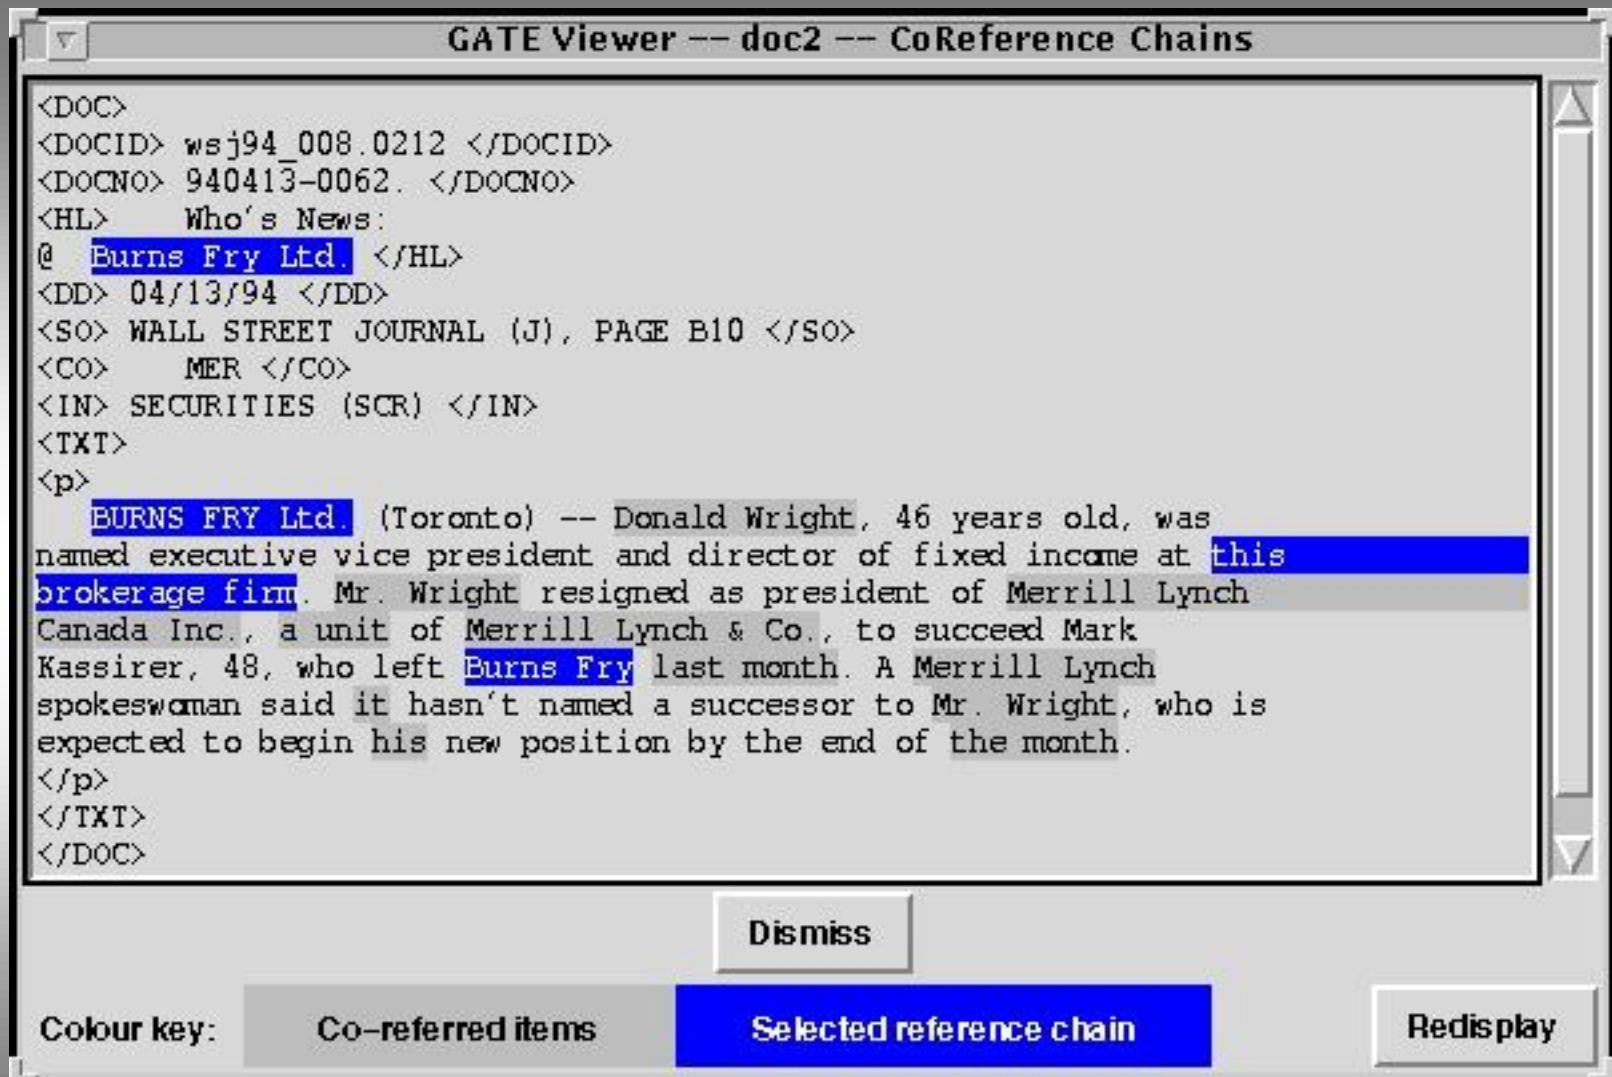 GATE Viewer -- doc2 -- CoReference Chains
<DOC>
<DOCID> wsj94_008.0212 </DOCID>
<DOCNO> 940413-0062. </DOCNO>
<HL>    Who's News:
@  Burns Fry Ltd. </HL>
<DD> 04/13/94 </DD>
<SO> WALL STREET JOURNAL (J), PAGE B10 </SO>
<CO>    MER </CO>
<IN> SECURITIES (SCR) </IN>
<TXT>
<p>
   BURNS FRY Ltd. (Toronto) -- Donald Wright, 46 years old, was
named executive vice president and director of fixed income at this
brokerage firm. Mr. Wright resigned as president of Merrill Lynch
Canada Inc., a unit of Merrill Lynch & Co., to succeed Mark
Kassirer, 48, who left Burns Fry last month. A Merrill Lynch
spokeswoman said it hasn't named a successor to Mr. Wright, who is
expected to begin his new position by the end of the month.
</p>
</TXT>
</DOC>
Dismiss
Colour key: Co-referred items Selected reference chain Redisplay